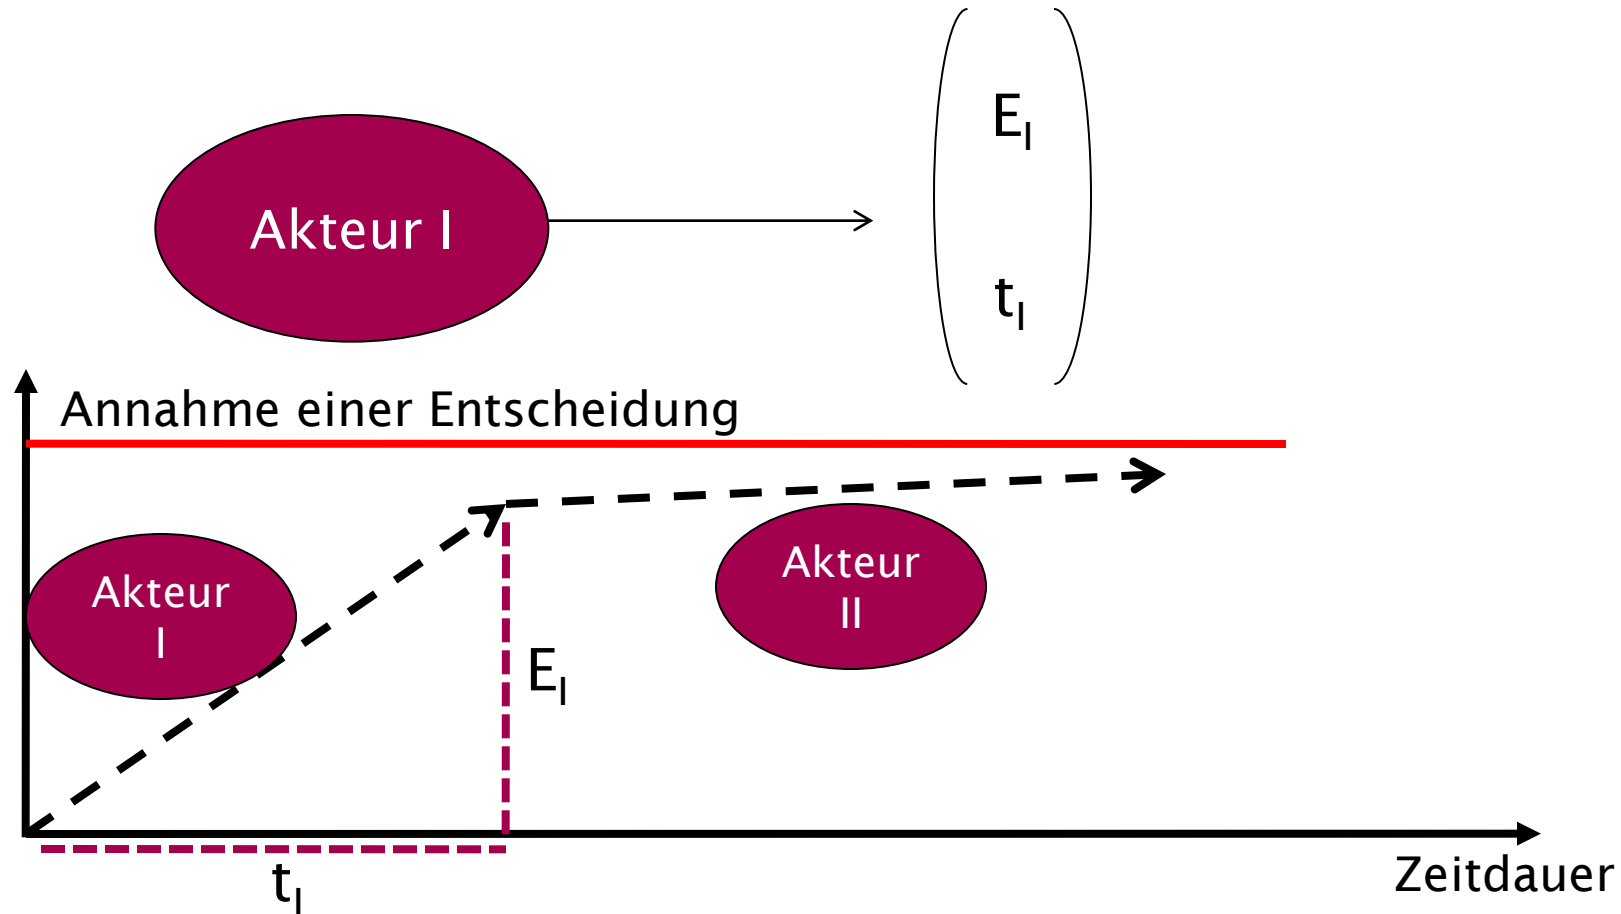 E_I
Akteur I
t_I
Annahme einer Entscheidung
Akteur
I
Akteur
II
E_I
t_I
Zeitdauer